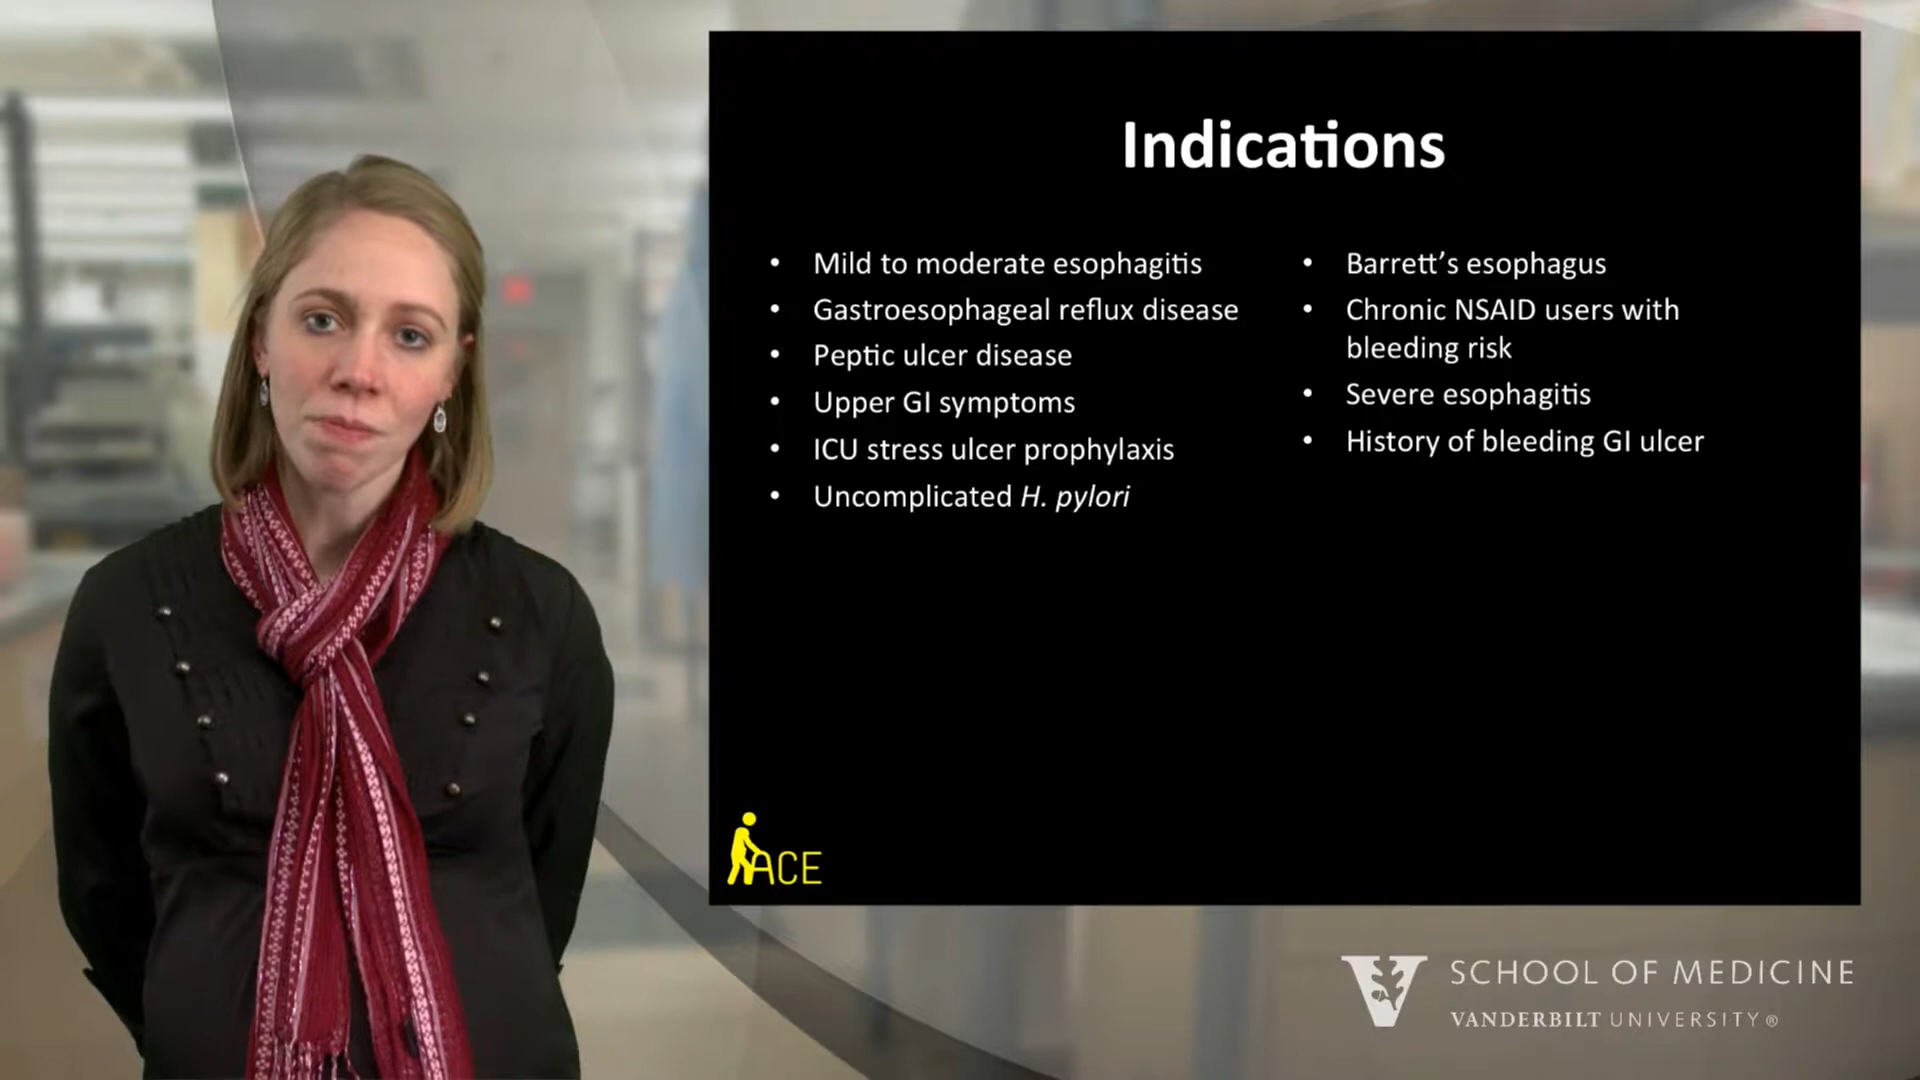 Indications
• Mild to moderate esophagitis
• Gastroesophageal reflux disease
• Peptic ulcer disease
• Upper GI symptoms
• ICU stress ulcer prophylaxis
• Uncomplicated H. pylori
• Barrett’s esophagus
• Chronic NSAID users with
bleeding risk
• Severe esophagitis
• History of bleeding GI ulcer
ACE
V SCHOOL OF MEDICINE
VANDERBILT UNIVERSITY®